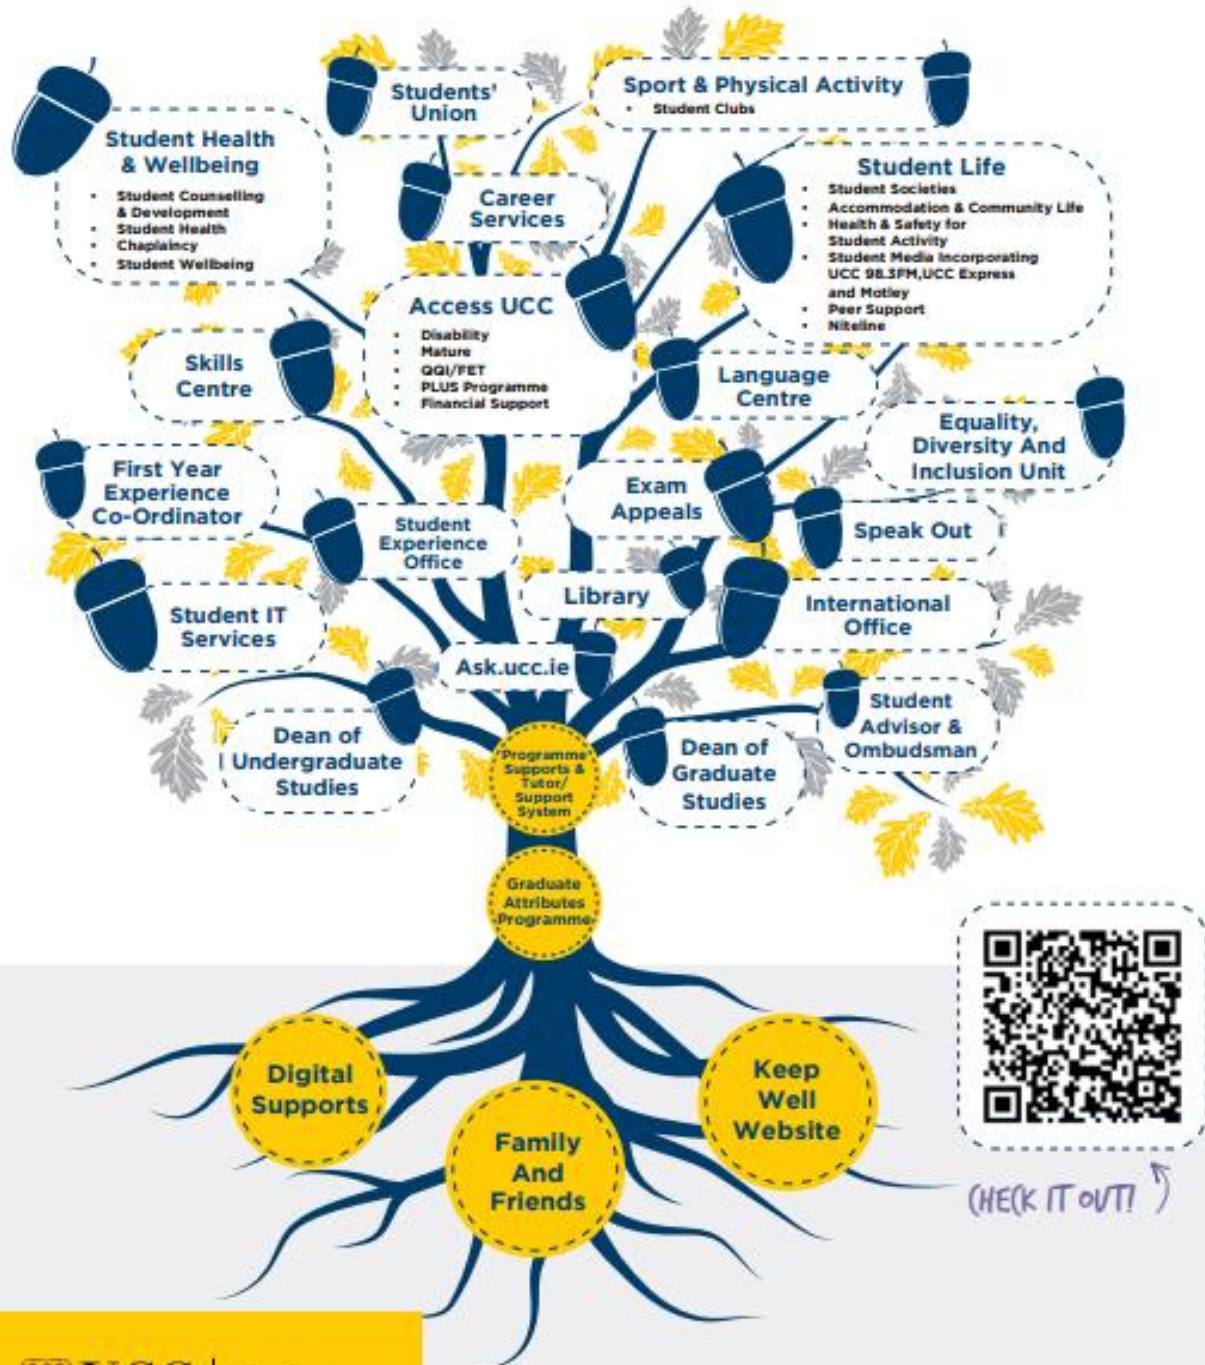 Students'
Union
Sport & Physical Activity
• Student Clubs
Student Health
& Wellbeing
• Student Counselling
& Development
• Student Health
• Chaplaincy
• Student Wellbeing
Career
Services
Student Life
• Student Societies
• Accommodation & Community Life
• Health & Safety for
Student Activity
• Student Media Incorporating
UCC 98.3FM,UCC Express
and Motley
• Peer Support
• Niteline
Access UCC
• Disability
• Mature
• QQI/FET
• PLUS Programme
• Financial Support
Skills
Centre
Language
Centre
Equality,
Diversity And
Inclusion Unit
First Year
Experience
Co-Ordinator
Student
Experience
Office
Exam
Appeals
Speak Out
Library
International
Office
Student IT
Services
Ask.ucc.ie
Dean of
Undergraduate
Studies
Dean of
Graduate
Studies
Student
Advisor &
Ombudsman
Programme
Supports &
Tutor/
Support
System
Graduate
Attributes
Programme
Digital
Supports
Family
And
Friends
Keep
Well
Website
CHECK IT OUT!